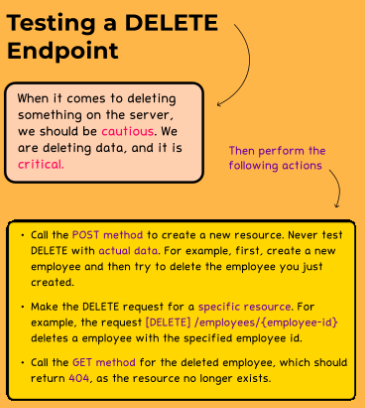 Testing a DELETE
Endpoint
When it comes to deleting
something on the server,
we should be cautious. We
are deleting data, and it is
critical.
Then perform the
following actions
• Call the POST method to create a new resource. Never test
DELETE with actual data. For example, first, create a new
employee and then try to delete the employee you just
created.
• Make the DELETE request for a specific resource. For
example, the request [DELETE] /employees/{employee-id}
deletes a employee with the specified employee id.
• Call the GET method for the deleted employee, which should
return 404, as the resource no longer exists.